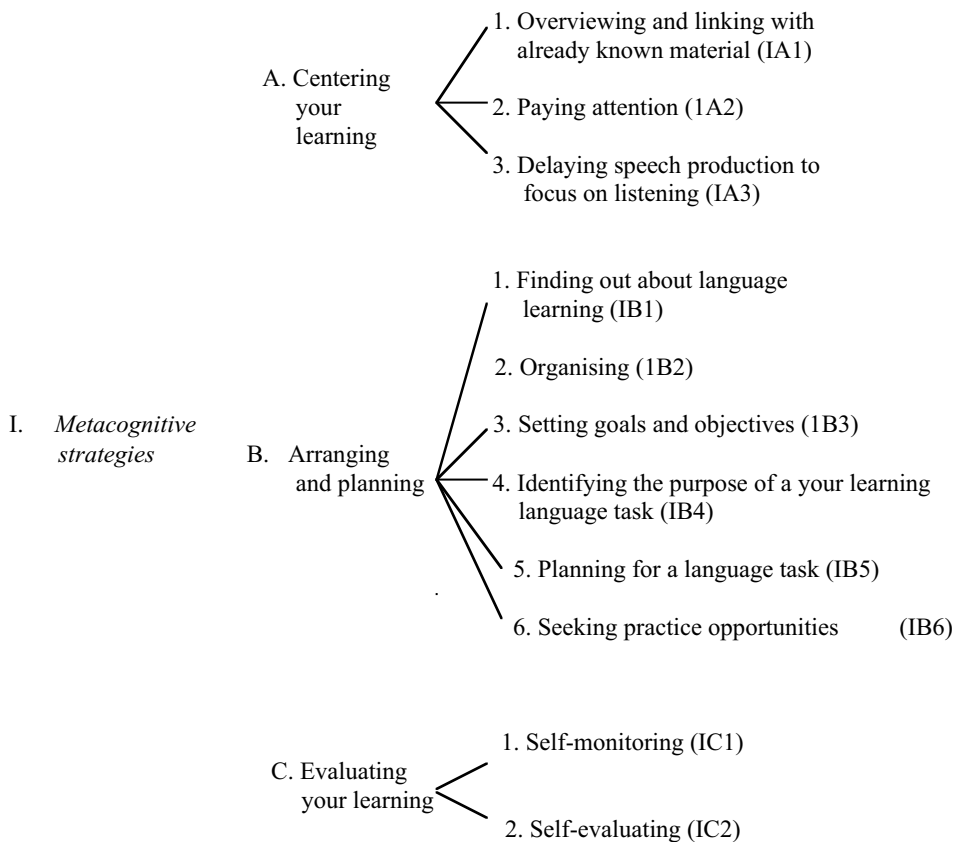 1. Overviewing and linking with
already known material (IA1)
A. Centering
your
learning
2. Paying attention (1A2)
3. Delaying speech production to
focus on listening (IA3)
1. Finding out about language
learning (IB1)
2. Organising (1B2)
I. Metacognitive
strategies
B. Arranging
and planning
3. Setting goals and objectives (1B3)
4. Identifying the purpose of a your learning
language task (IB4)
5. Planning for a language task (IB5)
.
6. Seeking practice opportunities (IB6)
C. Evaluating
your learning
1. Self-monitoring (IC1)
2. Self-evaluating (IC2)